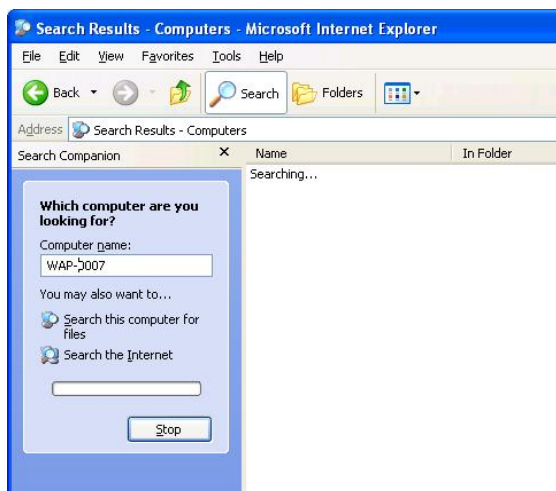 Search Results - Computers - Microsoft Internet Explorer
File Edit View Favorites Tools Help
Back Search Folders
Address Search Results - Computers
Search Companion X Name In Folder
Searching...
Which computer are you
looking for?
Computer name:
WAP-ל007
You may also want to...
Search this computer for
files
Search the Internet
Stop